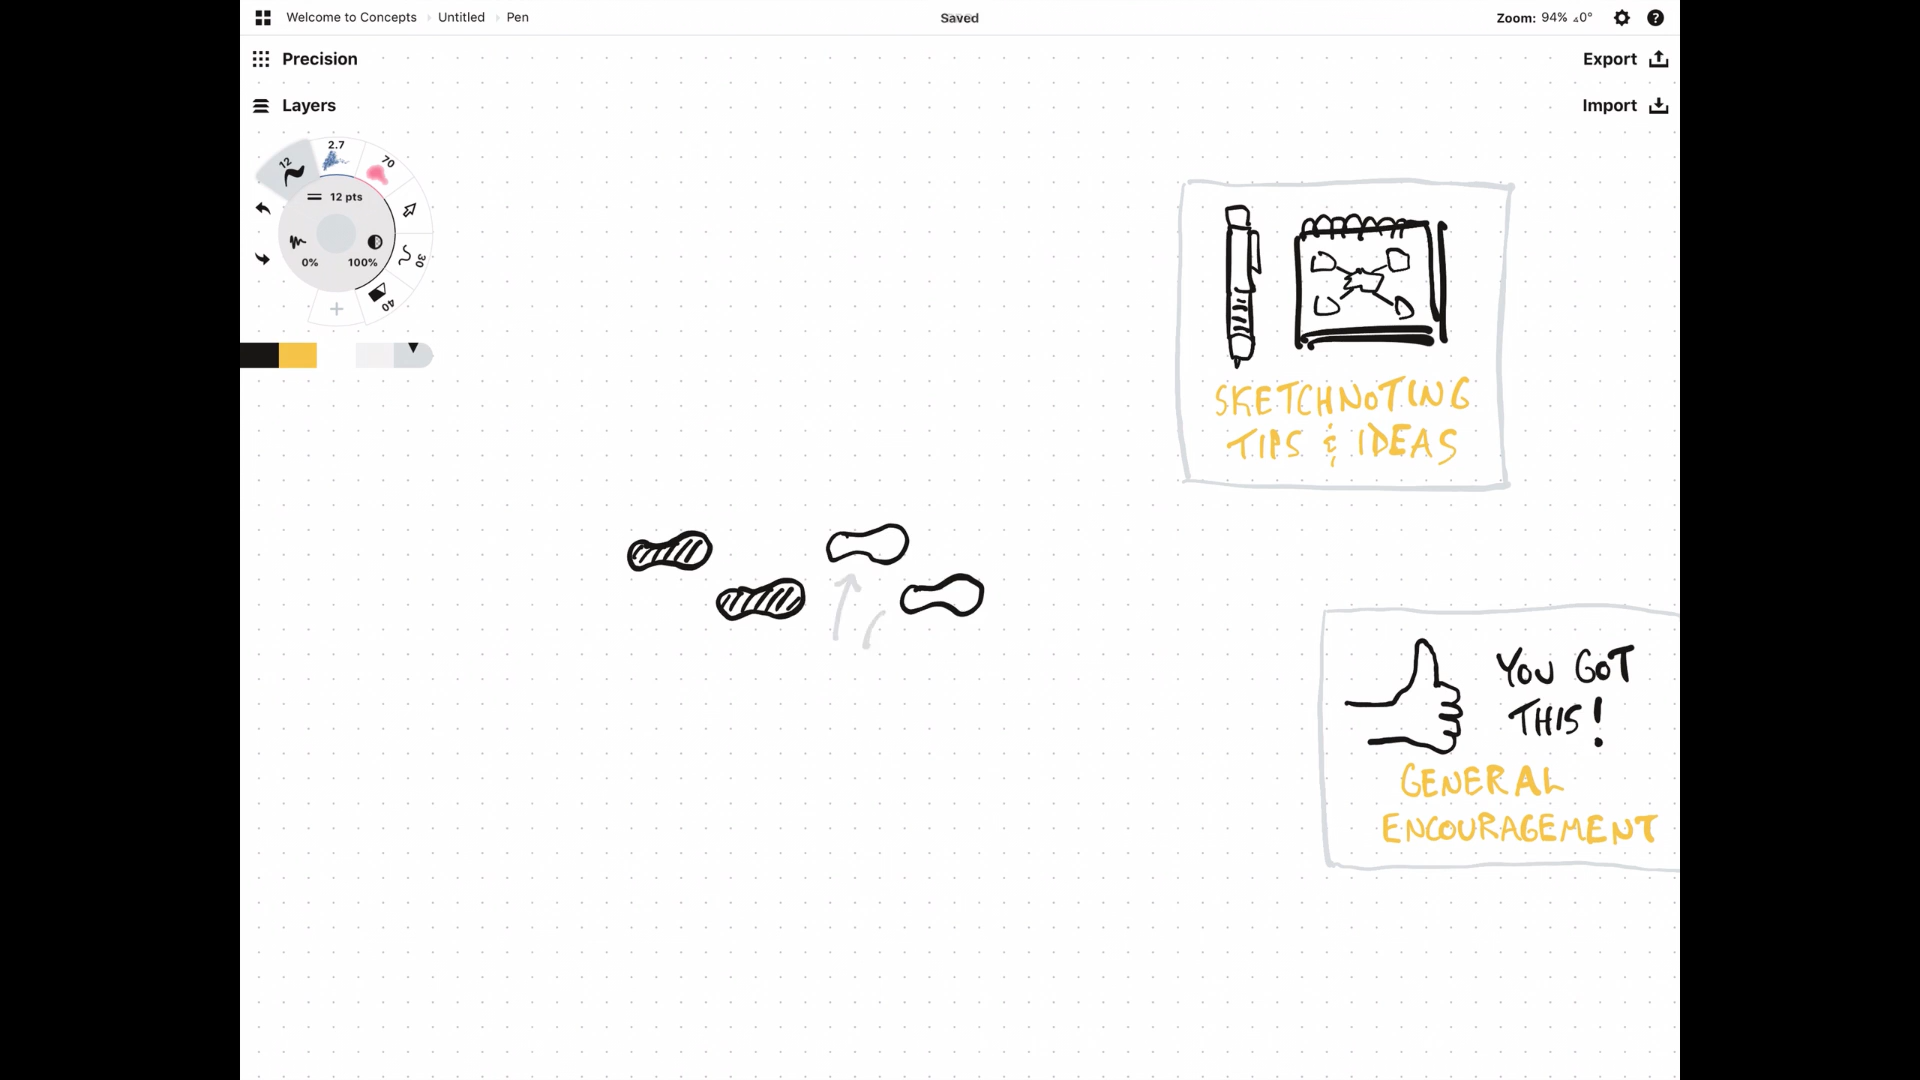 Welcome to Concepts › Untitled › Pen
Saved
Zoom: 94% ⊿0°
Precision
Export
Layers
Import
12
2.7
70
12 pts
30
0%
100%
40
SKETCHNOTING
TIPS & IDEAS
YOU GOT
THIS!
GENERAL
ENCOURAGEMENT